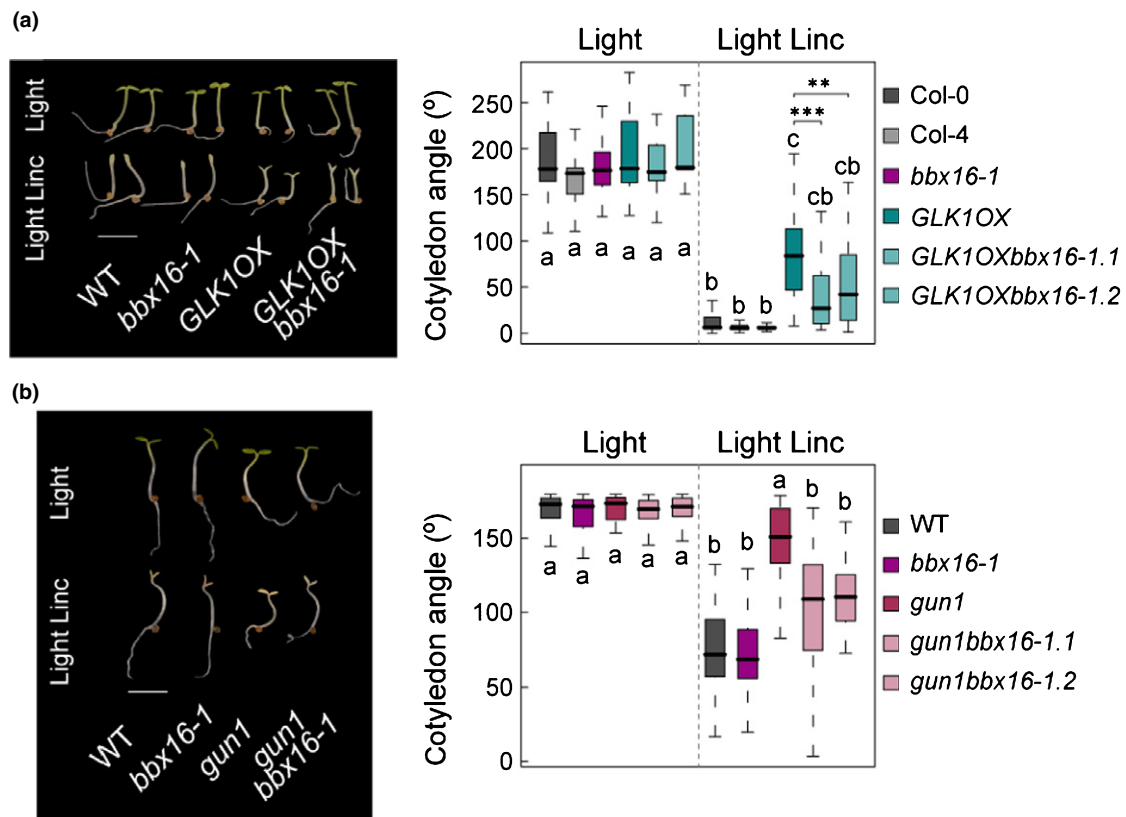 (a)
Light
Light Linc
WT
bbx16-1
GLK1OX
GLK1OX
bbx16-1
Light
Light Linc
Cotyledon angle (º)
250
200
150
100
50
0
a
a
a
a
a
a
b
b
b
c
cb
cb
***
**
Col-0
Col-4
bbx16-1
GLK1OX
GLK1OXbbx16-1.1
GLK1OXbbx16-1.2
(b)
Light
Light Linc
WT
bbx16-1
gun1
gun1
bbx16-1
Light
Light Linc
Cotyledon angle (º)
150
100
50
0
a
a
a
a
a
b
b
a
b
b
WT
bbx16-1
gun1
gun1bbx16-1.1
gun1bbx16-1.2